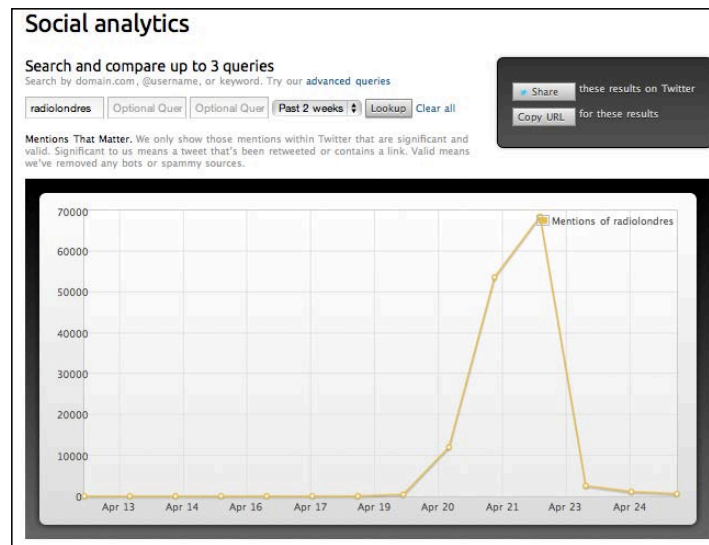 Social analytics
Search and compare up to 3 queries
Search by domain.com, @username, or keyword. Try our advanced queries
radiolondres Optional Quer Optional Quer Past 2 weeks Lookup Clear all
Mentions That Matter. We only show those mentions within Twitter that are significant and
valid. Significant to us means a tweet that's been retweeted or contains a link. Valid means
we've removed any bots or spammy sources.
Share these results on Twitter
Copy URL for these results
Mentions of radiolondres
70000
60000
50000
40000
30000
20000
10000
0
Apr 13 Apr 14 Apr 16 Apr 17 Apr 19 Apr 20 Apr 21 Apr 23 Apr 24